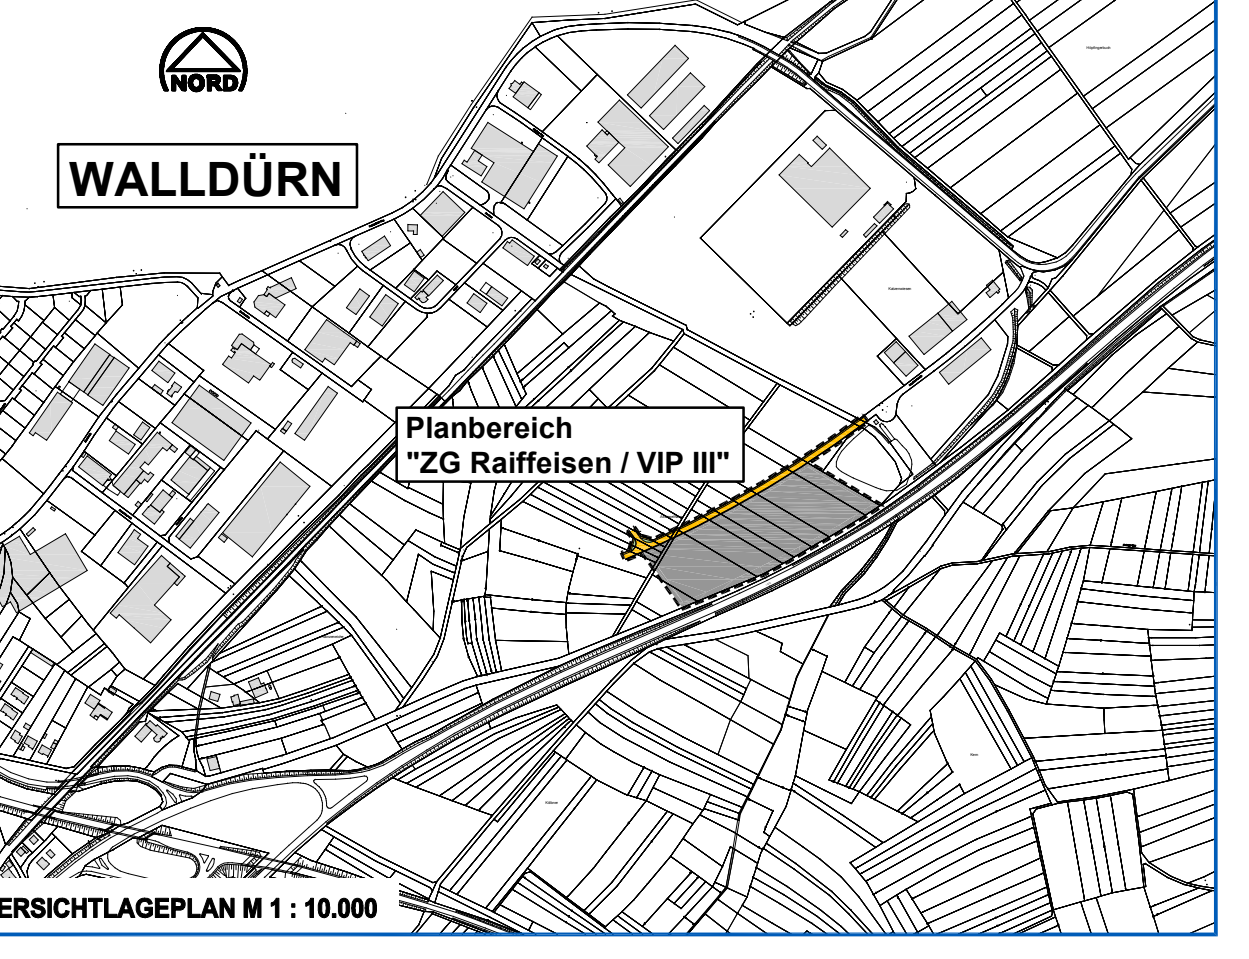 NORD
WALLDÜRN
Planbereich
"ZG Raiffeisen / VIP III"
ERSICHTLAGEPLAN M 1 : 10.000